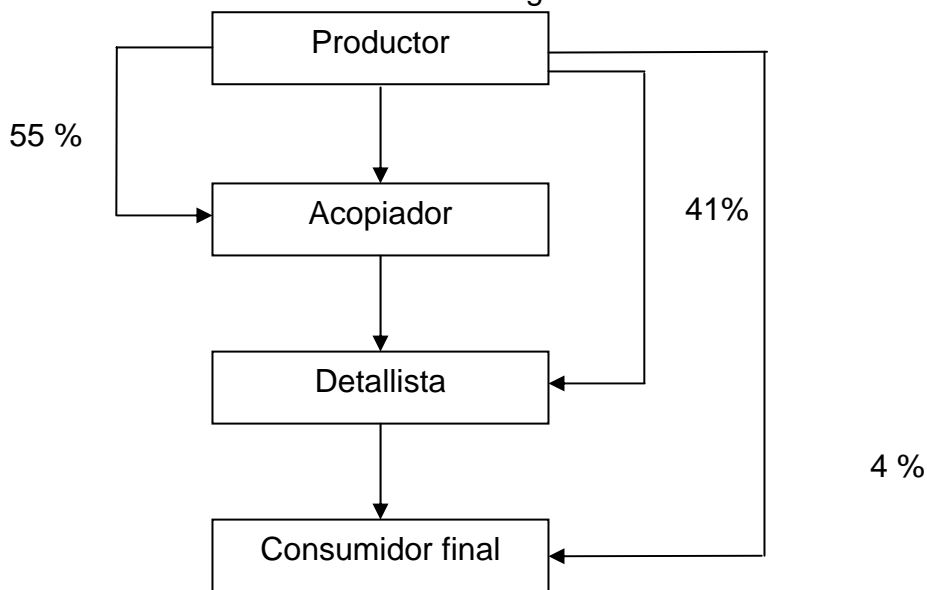 Productor
55 %
Acopiador
41%
Detallista
4 %
Consumidor final